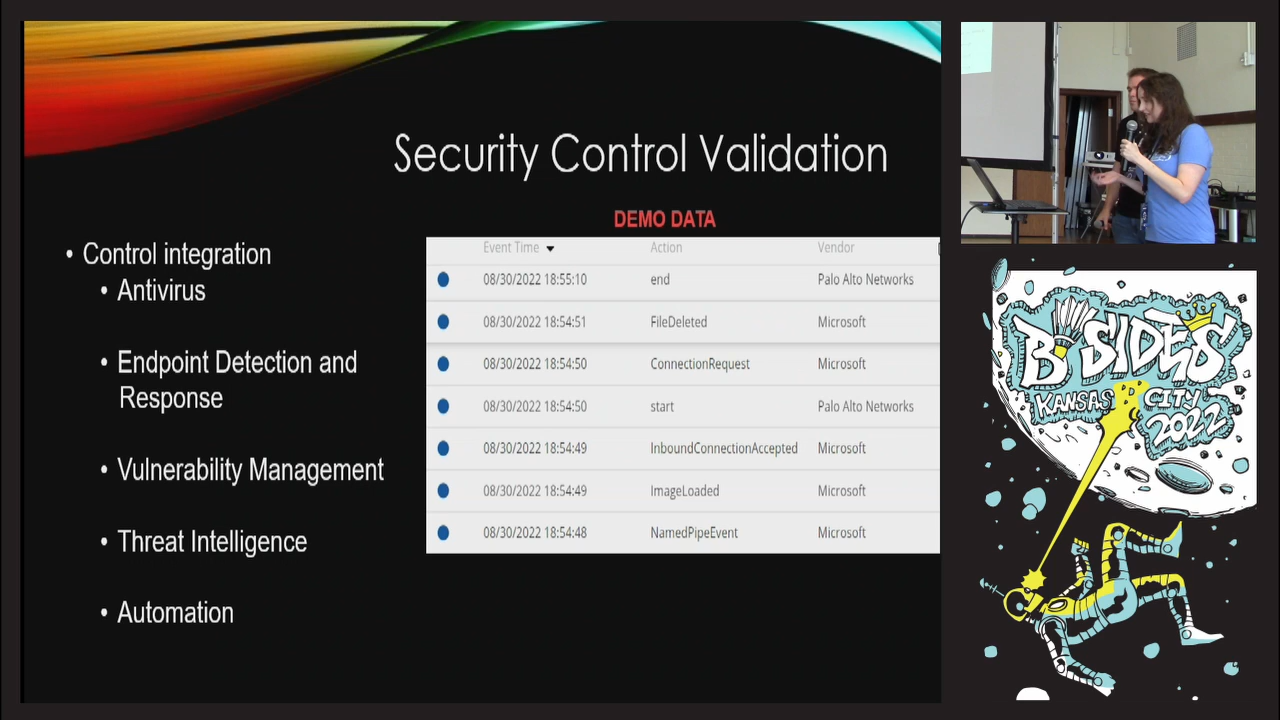 Security Control Validation
• Control integration
• Antivirus
• Endpoint Detection and
Response
• Vulnerability Management
• Threat Intelligence
• Automation
DEMO DATA
Event Time Action Vendor
08/30/2022 18:55:10 end Palo Alto Networks
08/30/2022 18:54:51 FileDeleted Microsoft
08/30/2022 18:54:50 ConnectionRequest Microsoft
08/30/2022 18:54:50 start Palo Alto Networks
08/30/2022 18:54:49 InboundConnectionAccepted Microsoft
08/30/2022 18:54:49 ImageLoaded Microsoft
08/30/2022 18:54:48 NamedPipeEvent Microsoft
BSIDES
KANSAS CITY
2022